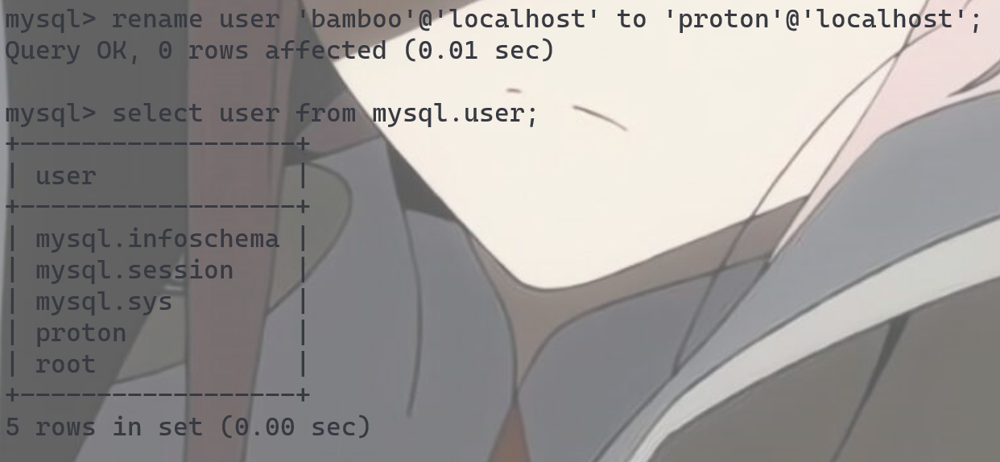 mysql> rename user 'bamboo'@'localhost' to 'proton'@'localhost';
Query OK, 0 rows affected (0.01 sec)

mysql> select user from mysql.user;
+------------------+
| user             |
+------------------+
| mysql.infoschema |
| mysql.session    |
| mysql.sys        |
| proton           |
| root             |
+------------------+
5 rows in set (0.00 sec)